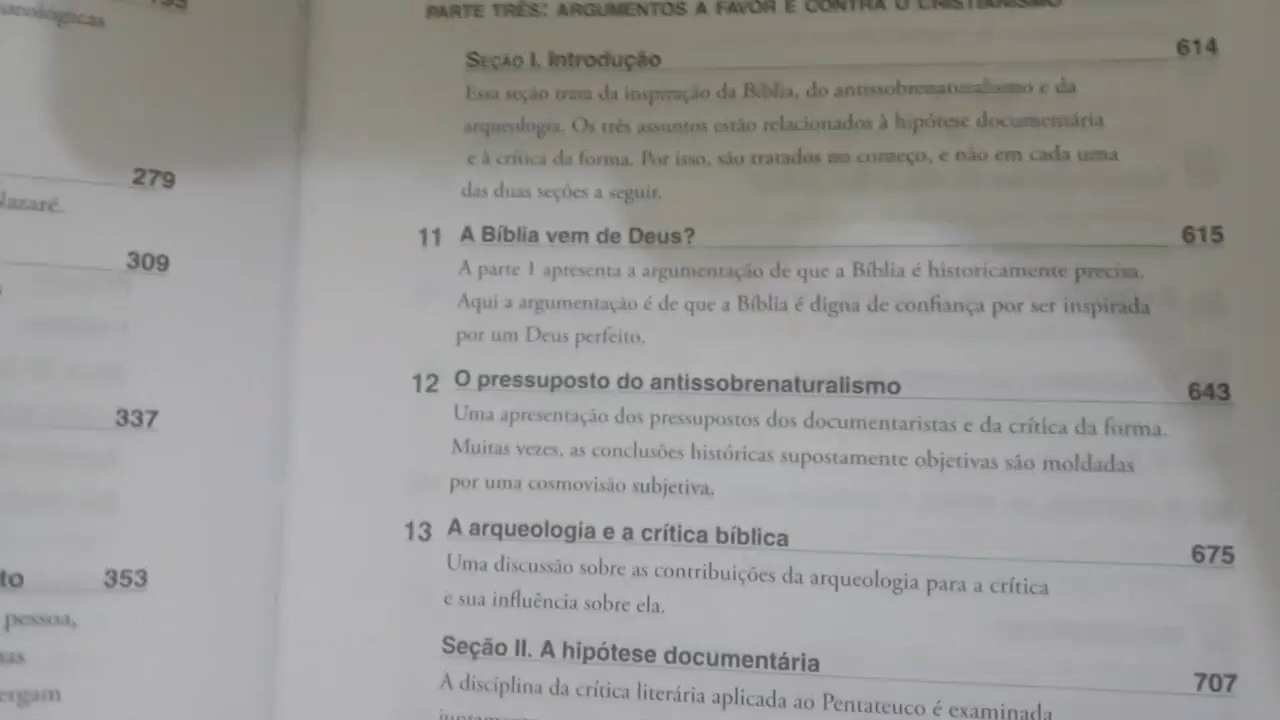 279
Nazaré.
309
337
to 353
pessoa,
ergam
PARTE TRÊS: ARGUMENTOS A FAVOR E CONTRA O CRISTIANISMO
Seção I. Introdução 614
Essa seção trata da inspiração da Bíblia, do antissobrenaturalismo e da
arqueologia. Os três assuntos estão relacionados à hipótese documentária
e à crítica da forma. Por isso, são tratados no começo, e não em cada uma
das duas seções a seguir.
11 A Bíblia vem de Deus? 615
A parte 1 apresenta a argumentação de que a Bíblia é historicamente precisa.
Aqui a argumentação é de que a Bíblia é digna de confiança por ser inspirada
por um Deus perfeito.
12 O pressuposto do antissobrenaturalismo 643
Uma apresentação dos pressupostos dos documentaristas e da crítica da forma.
Muitas vezes, as conclusões históricas supostamente objetivas são moldadas
por uma cosmovisão subjetiva.
13 A arqueologia e a crítica bíblica 675
Uma discussão sobre as contribuições da arqueologia para a crítica
e sua influência sobre ela.
Seção II. A hipótese documentária 707
A disciplina da crítica literária aplicada ao Pentateuco é examinada